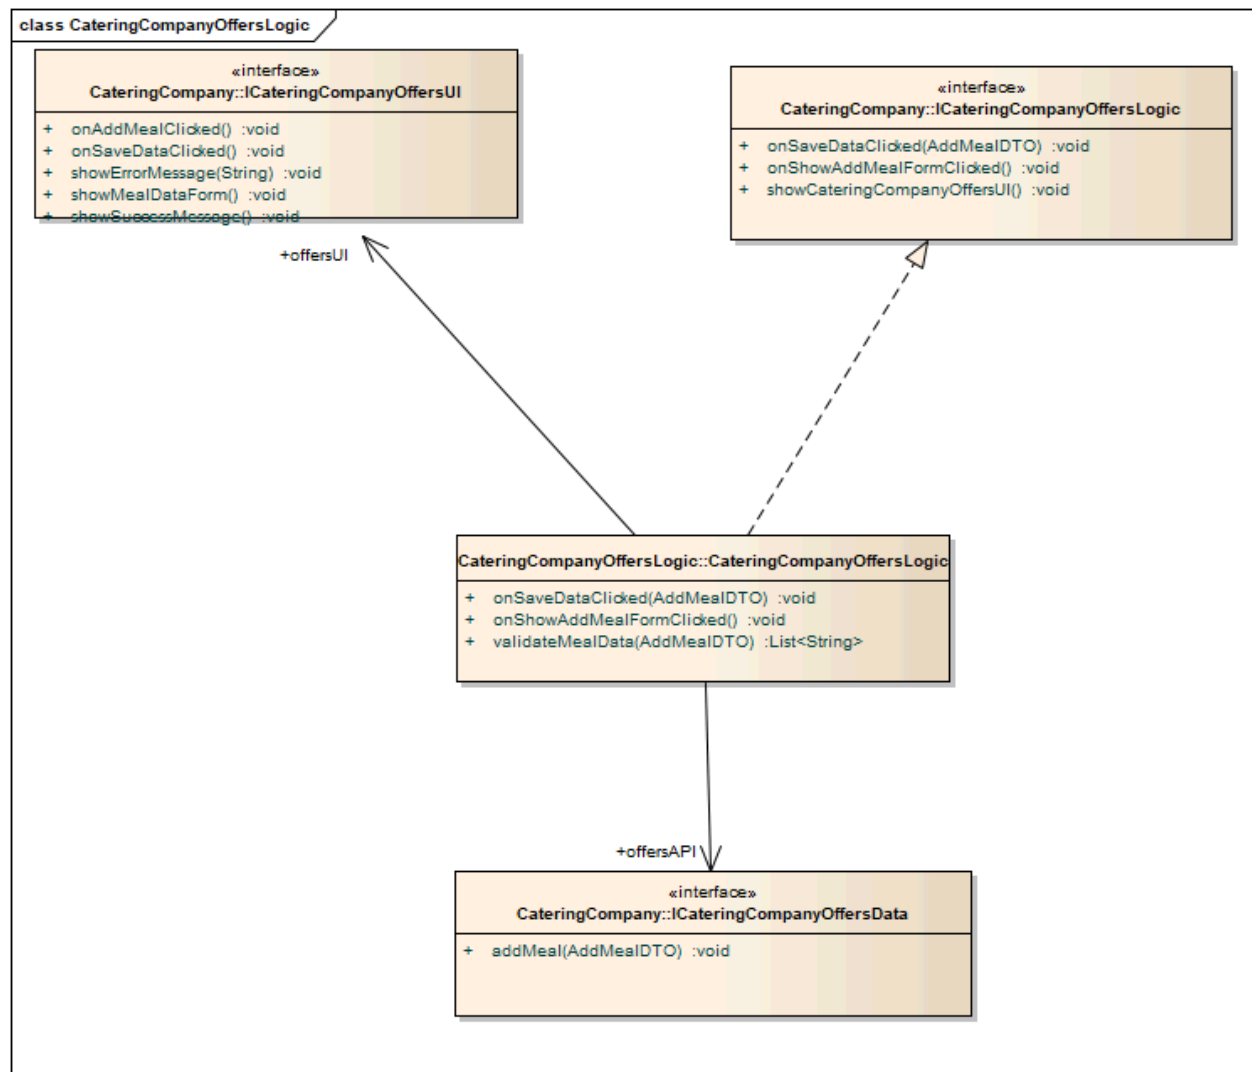 class CateringCompanyOffersLogic
«interface»
CateringCompany::ICateringCompanyOffersUI
+ onAddMealClicked() :void
+ onSaveDataClicked() :void
+ showErrorMessage(String) :void
+ showMealDataForm() :void
+ showSuccessMessage() :void
«interface»
CateringCompany::ICateringCompanyOffersLogic
+ onSaveDataClicked(AddMealDTO) :void
+ onShowAddMealFormClicked() :void
+ showCateringCompanyOffersUI() :void
+offersUI
CateringCompanyOffersLogic::CateringCompanyOffersLogic
+ onSaveDataClicked(AddMealDTO) :void
+ onShowAddMealFormClicked() :void
+ validateMealData(AddMealDTO) :List<String>
+offersAPI
«interface»
CateringCompany::ICateringCompanyOffersData
+ addMeal(AddMealDTO) :void